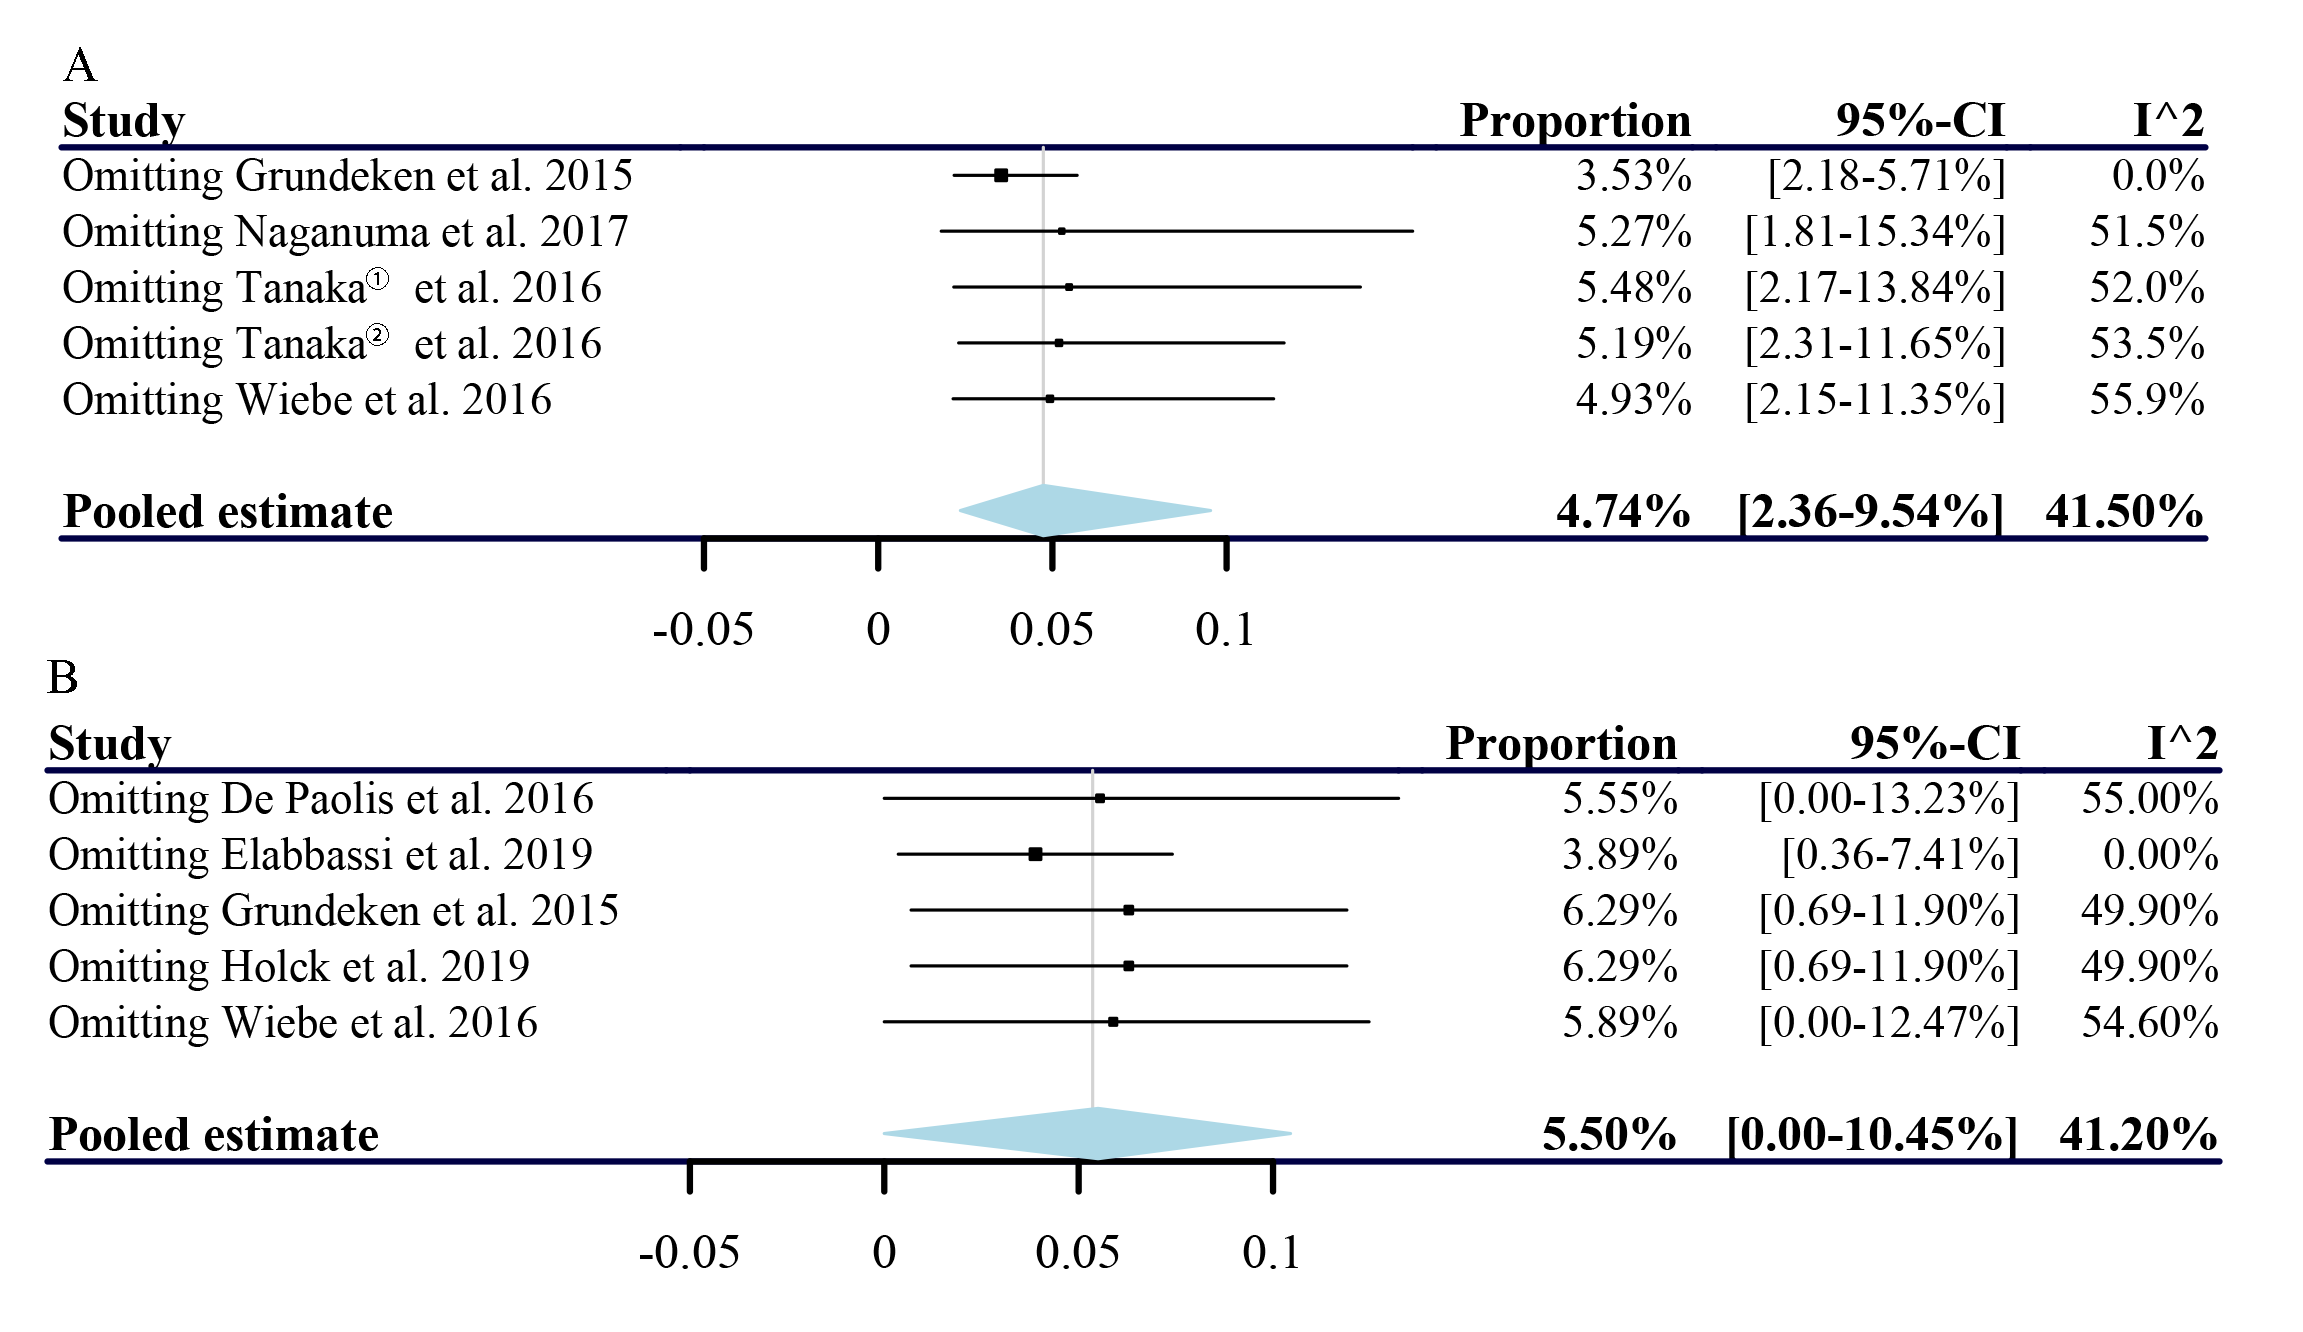 A
Study Proportion 95%-CI I^2
Omitting Grundeken et al. 2015 3.53% [2.18-5.71%] 0.0%
Omitting Naganuma et al. 2017 5.27% [1.81-15.34%] 51.5%
Omitting Tanaka① et al. 2016 5.48% [2.17-13.84%] 52.0%
Omitting Tanaka② et al. 2016 5.19% [2.31-11.65%] 53.5%
Omitting Wiebe et al. 2016 4.93% [2.15-11.35%] 55.9%
Pooled estimate 4.74% [2.36-9.54%] 41.50%
-0.05 0 0.05 0.1
B
Study Proportion 95%-CI I^2
Omitting De Paolis et al. 2016 5.55% [0.00-13.23%] 55.00%
Omitting Elabbassi et al. 2019 3.89% [0.36-7.41%] 0.00%
Omitting Grundeken et al. 2015 6.29% [0.69-11.90%] 49.90%
Omitting Holck et al. 2019 6.29% [0.69-11.90%] 49.90%
Omitting Wiebe et al. 2016 5.89% [0.00-12.47%] 54.60%
Pooled estimate 5.50% [0.00-10.45%] 41.20%
-0.05 0 0.05 0.1